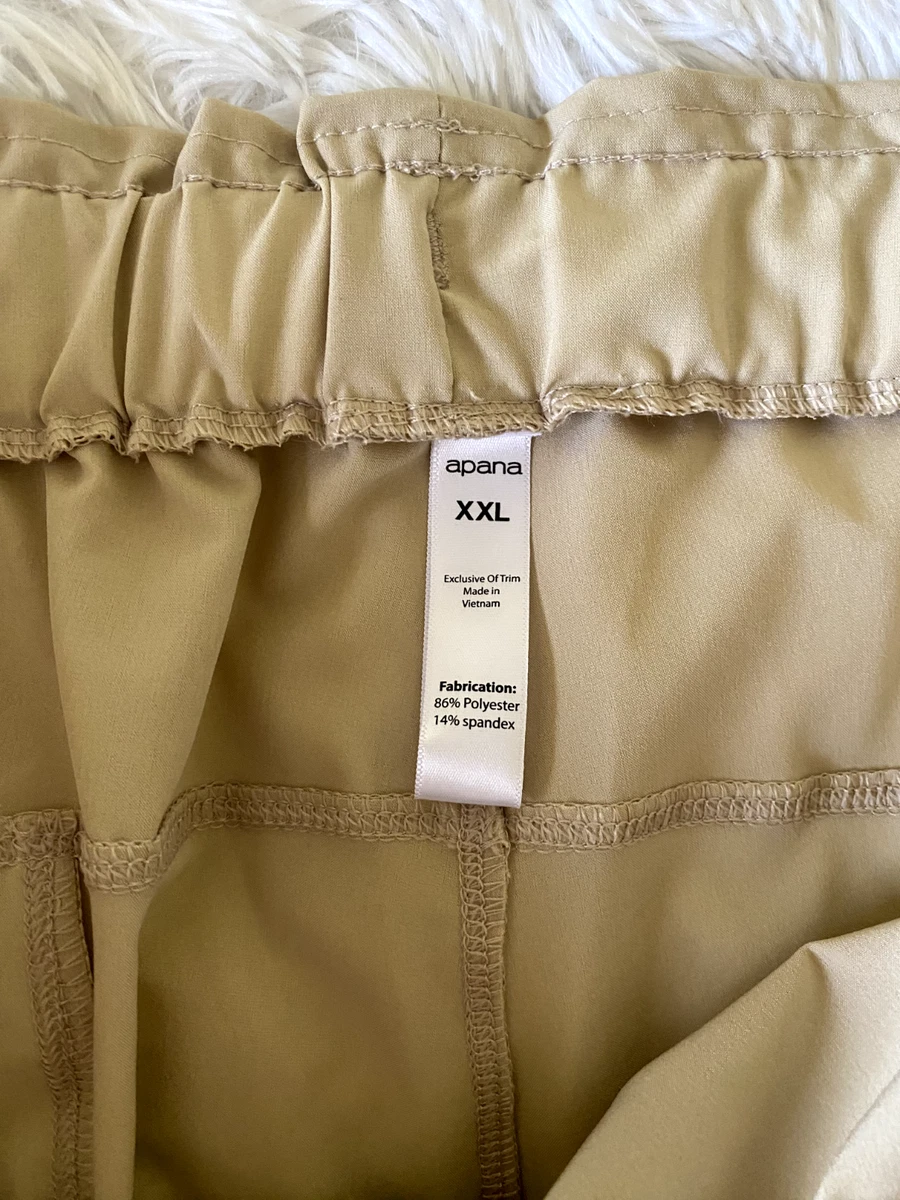 apana
XXL
Exclusive Of Trim
Made in
Vietnam
Fabrication:
86% Polyester
14% spandex